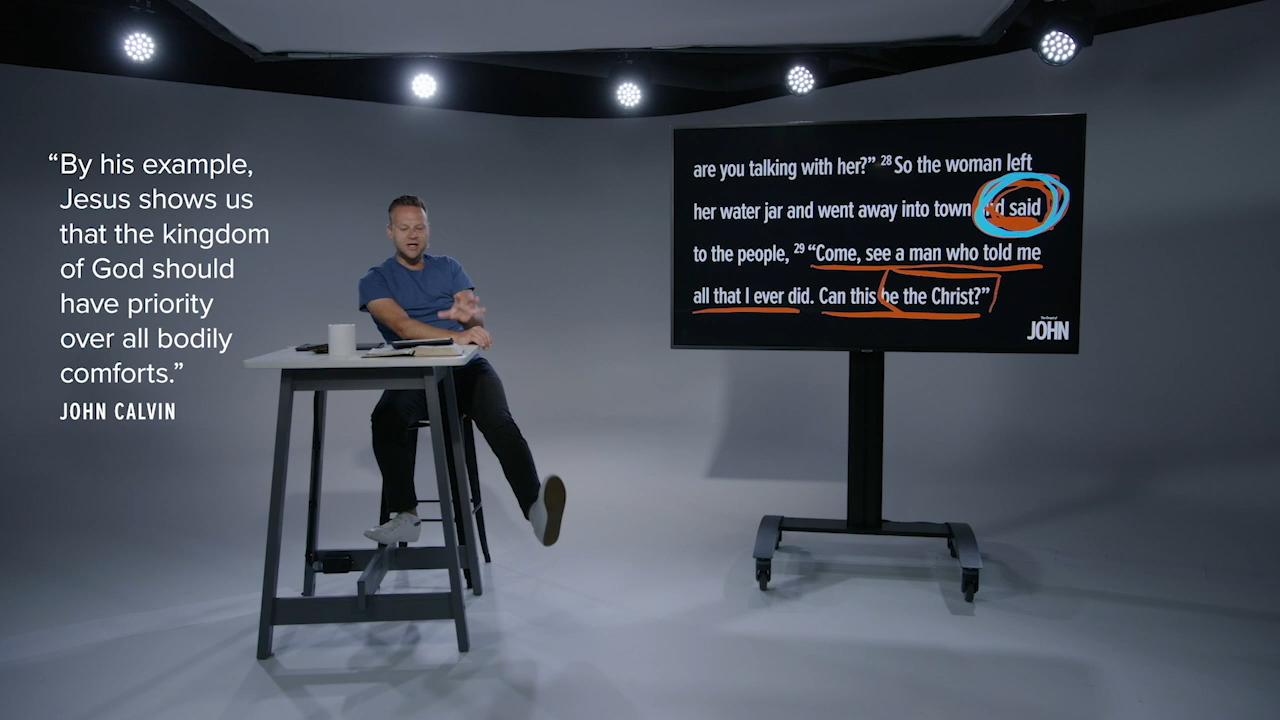 “By his example,
Jesus shows us
that the kingdom
of God should
have priority
over all bodily
comforts.”
JOHN CALVIN
are you talking with her?” 28 So the woman left
her water jar and went away into town and said
to the people, 29 “Come, see a man who told me
all that I ever did. Can this be the Christ?”
JOHN